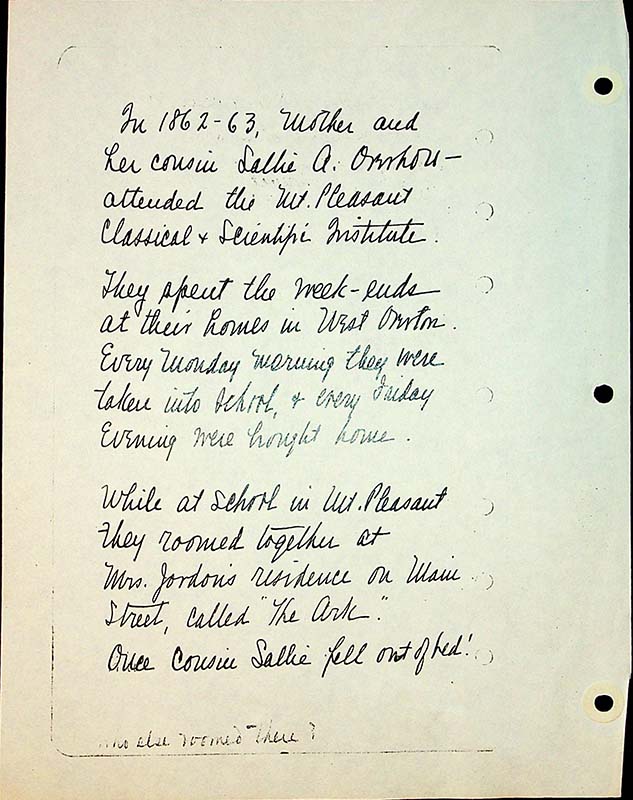 In 1862-63, Mother and
her cousin Sallie A. Overholt
attended the Mt. Pleasant
Classical & Scientific Institute.
They spent the week-ends
at their homes in West Overton.
Every Monday morning they were
taken into school, & every Friday
Evening were brought home.
While at School in Mt. Pleasant
they roomed together at
Mrs. Jordon's residence on Main
Street, called "The Ark".
Once Cousin Sallie fell out of bed!
who else roomed there?